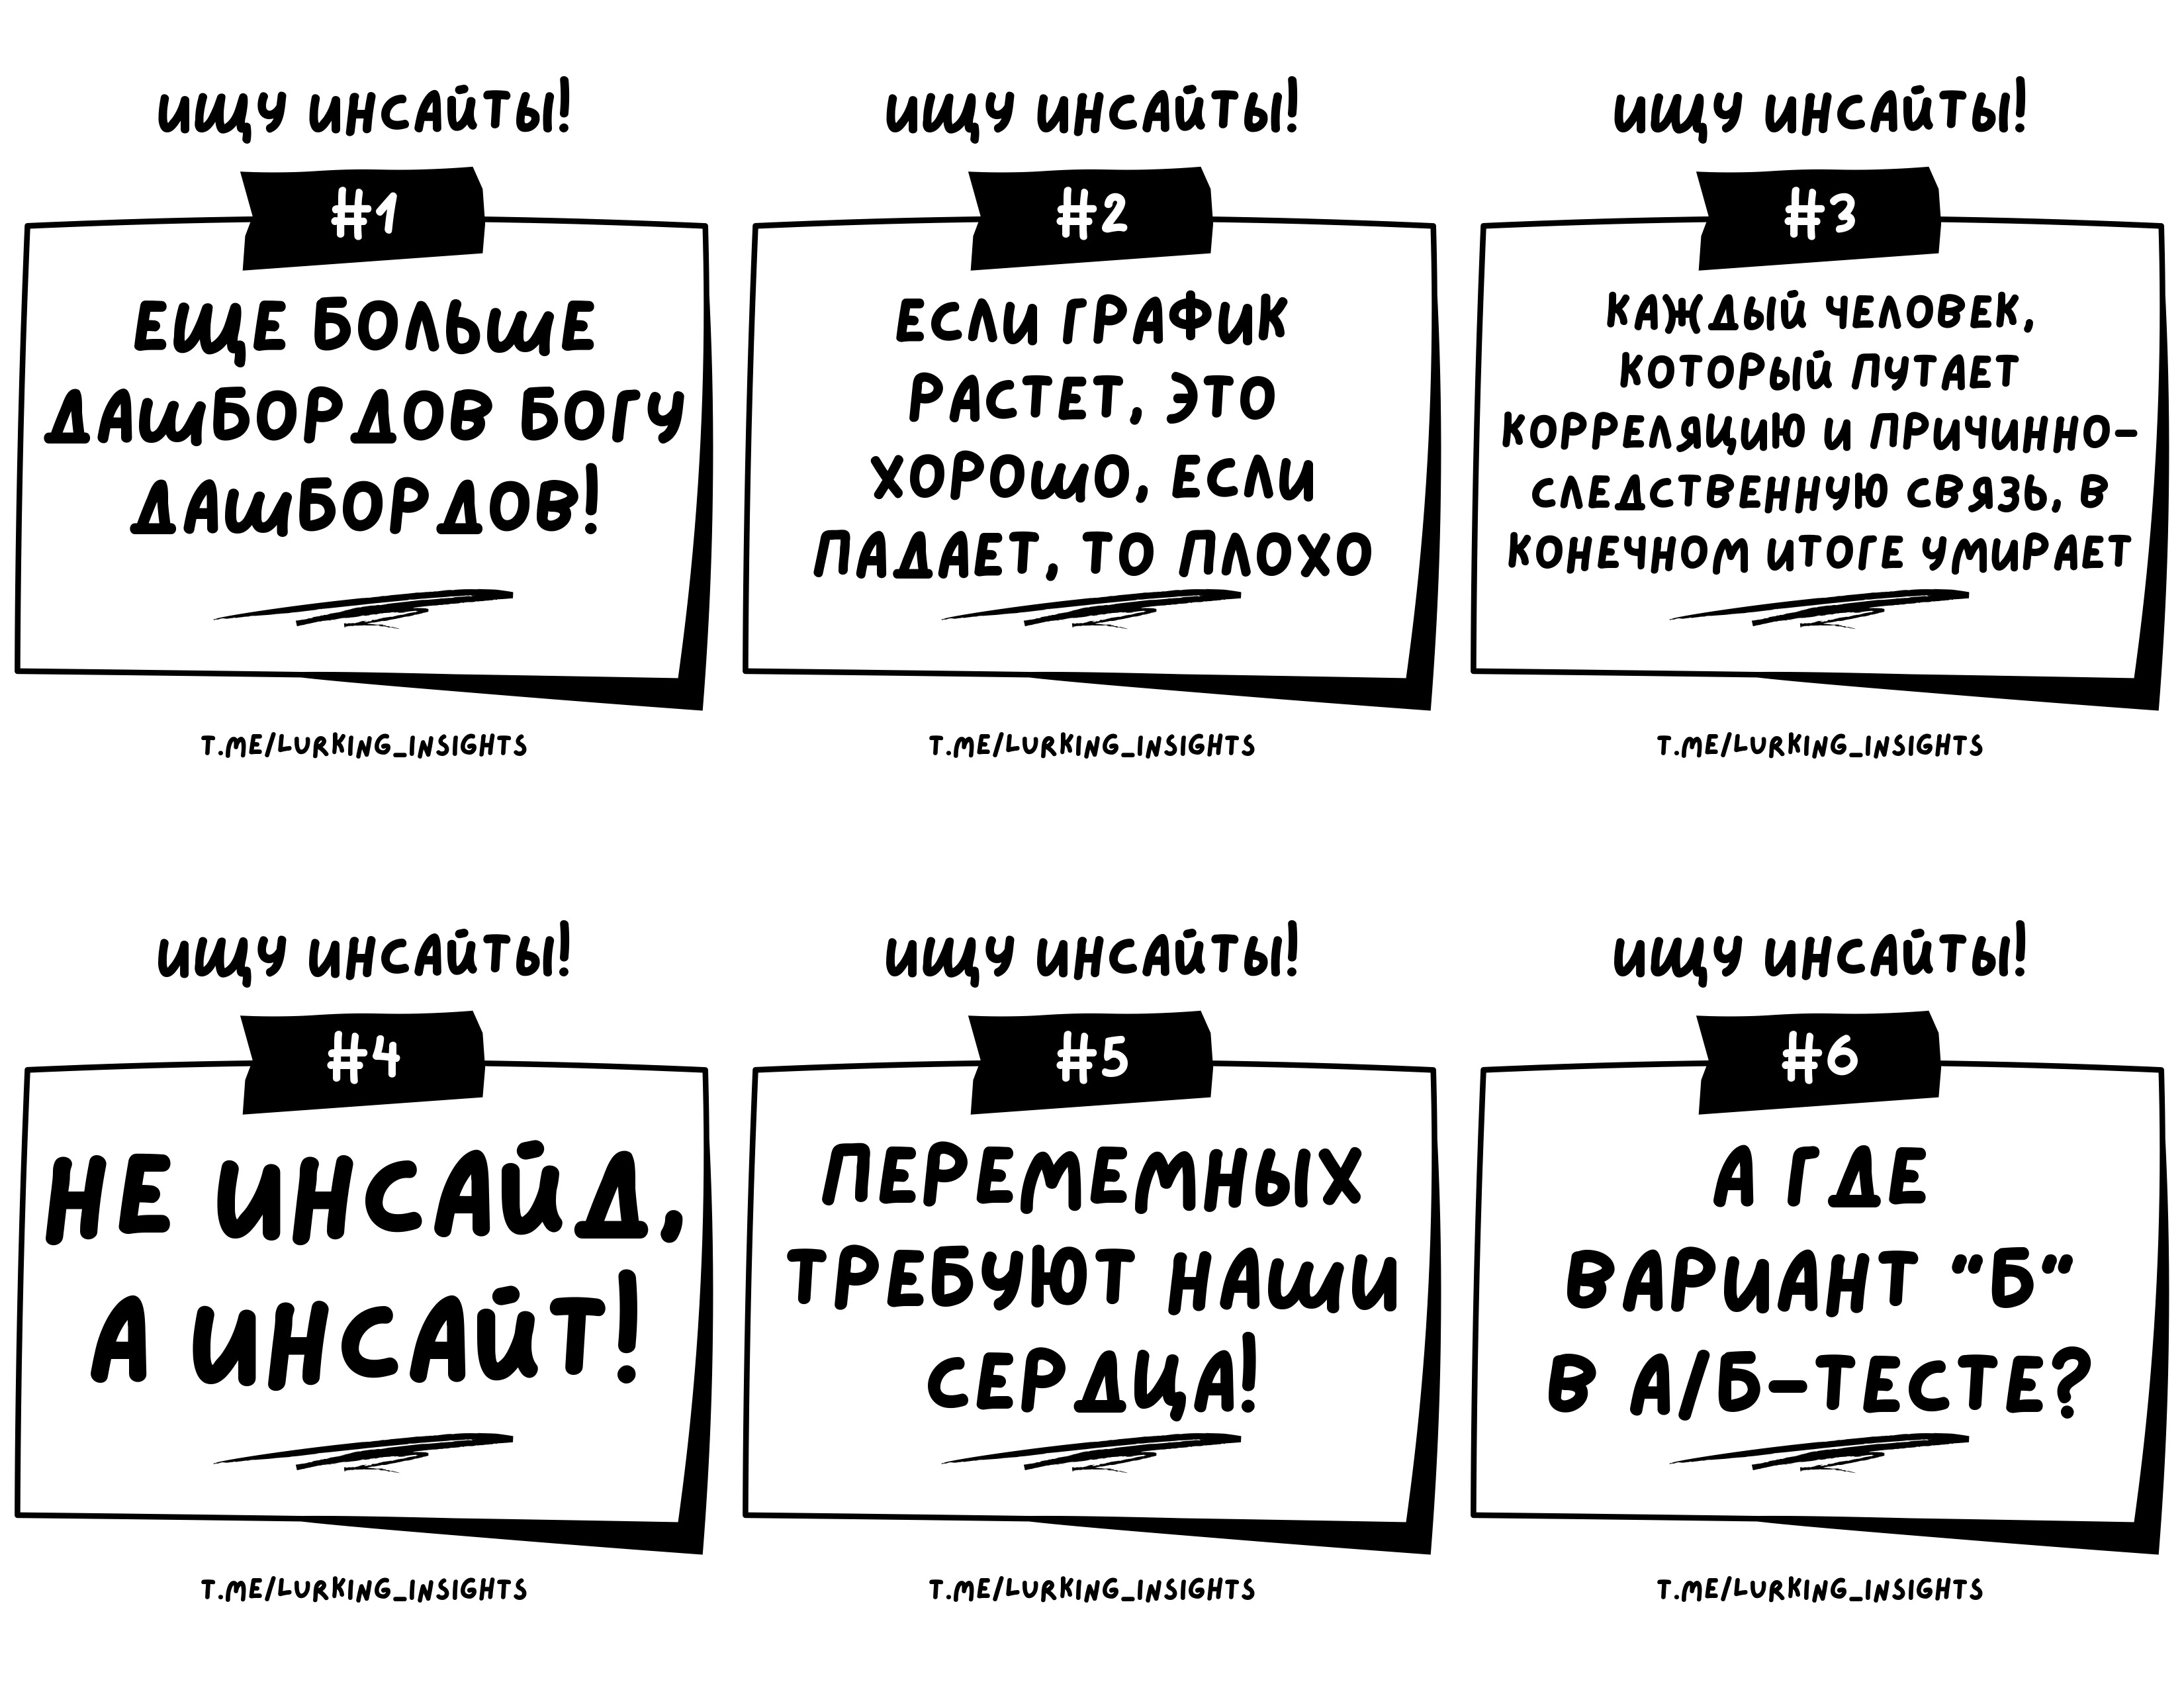 ИЩУ ИНСАЙТЫ!
#1
ЕЩЕ БОЛЬШЕ
ДАШБОРДОВ БОГУ
ДАШБОРДОВ!
T.ME/LURKING_INSIGHTS
ИЩУ ИНСАЙТЫ!
#2
ЕСЛИ ГРАФИК
РАСТЕТ, ЭТО
ХОРОШО, ЕСЛИ
ПАДАЕТ, ТО ПЛОХО
T.ME/LURKING_INSIGHTS
ИЩУ ИНСАЙТЫ!
#3
КАЖДЫЙ ЧЕЛОВЕК,
КОТОРЫЙ ПУТАЕТ
КОРРЕЛЯЦИЮ И ПРИЧИННО-
СЛЕДСТВЕННУЮ СВЯЗЬ, В
КОНЕЧНОМ ИТОГЕ УМИРАЕТ
T.ME/LURKING_INSIGHTS
ИЩУ ИНСАЙТЫ!
#4
НЕ ИНСАЙД,
А ИНСАЙТ!
T.ME/LURKING_INSIGHTS
ИЩУ ИНСАЙТЫ!
#5
ПЕРЕМЕМНЫХ
ТРЕБУЮТ НАШИ
СЕРДЦА!
T.ME/LURKING_INSIGHTS
ИЩУ ИНСАЙТЫ!
#6
А ГДЕ
ВАРИАНТ "Б"
В А/Б-ТЕСТЕ?
T.ME/LURKING_INSIGHTS